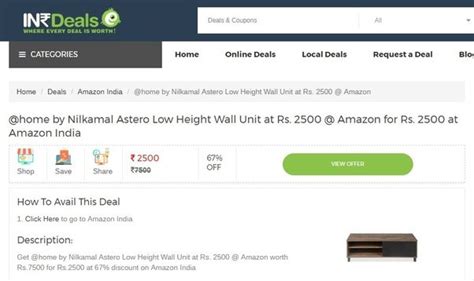 IN₹Deals
WHERE EVERY DEAL IS WORTH!
Deals & Coupons
CATEGORIES
Home Online Deals Local Deals Request a Deal Blo
Home / Deals / Amazon India / @home by Nilkamal Astero Low Height Wall Unit at Rs. 2500 @ Amazon
@home by Nilkamal Astero Low Height Wall Unit at Rs. 2500 @ Amazon for Rs. 2500 at
Amazon India
Shop Save Share
₹ 2500
₹7500
67%
OFF
VIEW OFFER
How To Avail This Deal
1. Click Here to go to Amazon India
Description:
Get @home by Nilkamal Astero Low Height Wall Unit at Rs. 2500 @ Amazon worth
Rs.7500 for Rs.2500 at 67% discount on Amazon India